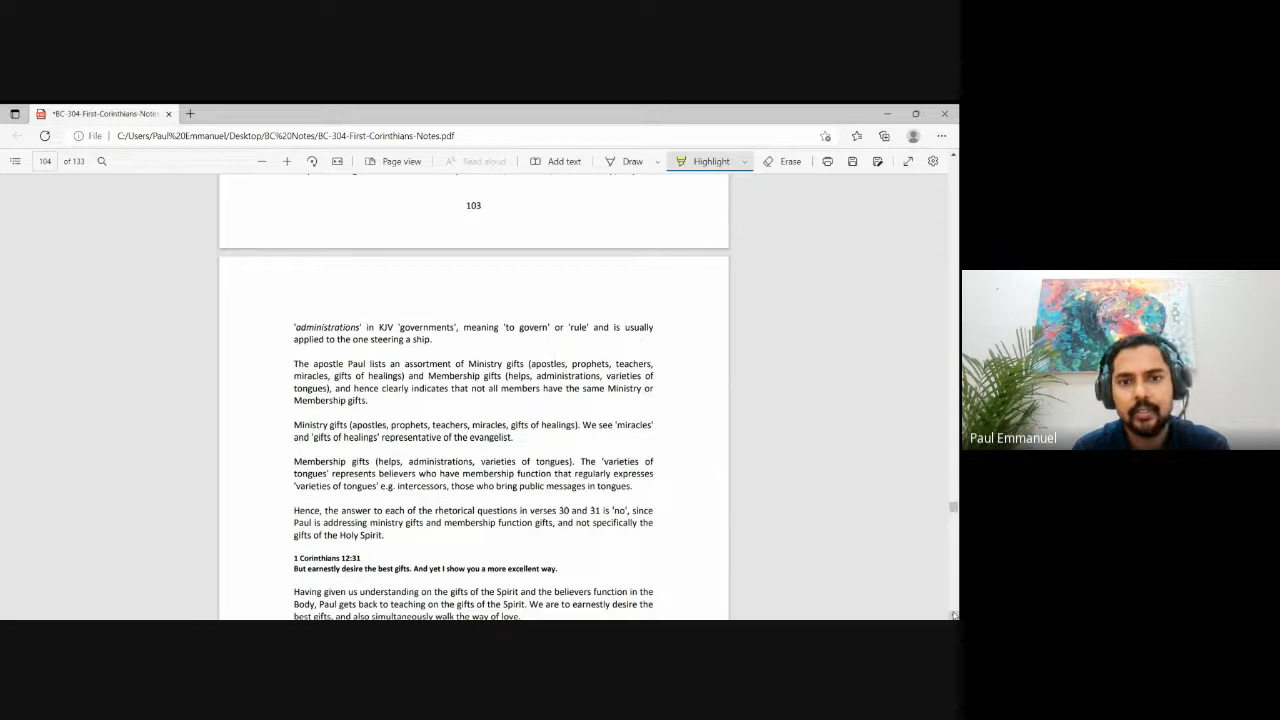 *BC-304-First-Corinthians-Notes
File
C:/Users/Paul%20Emmanuel/Desktop/BC%20Notes/BC-304-First-Corinthians-Notes.pdf
104 of 133
Page view
Read aloud
Add text
Draw
Highlight
Erase
103
'administrations' in KJV 'governments', meaning 'to govern' or 'rule' and is usually
applied to the one steering a ship.
The apostle Paul lists an assortment of Ministry gifts (apostles, prophets, teachers,
miracles, gifts of healings) and Membership gifts (helps, administrations, varieties of
tongues), and hence clearly indicates that not all members have the same Ministry or
Membership gifts.
Ministry gifts (apostles, prophets, teachers, miracles, gifts of healings). We see 'miracles'
and 'gifts of healings' representative of the evangelist.
Membership gifts (helps, administrations, varieties of tongues). The 'varieties of
tongues' represents believers who have membership function that regularly expresses
'varieties of tongues' e.g. intercessors, those who bring public messages in tongues.
Hence, the answer to each of the rhetorical questions in verses 30 and 31 is 'no', since
Paul is addressing ministry gifts and membership function gifts, and not specifically the
gifts of the Holy Spirit.
1 Corinthians 12:31
But earnestly desire the best gifts. And yet I show you a more excellent way.
Having given us understanding on the gifts of the Spirit and the believers function in the
Body, Paul gets back to teaching on the gifts of the Spirit. We are to earnestly desire the
best gifts, and also simultaneously walk the way of love.
Paul Emmanuel